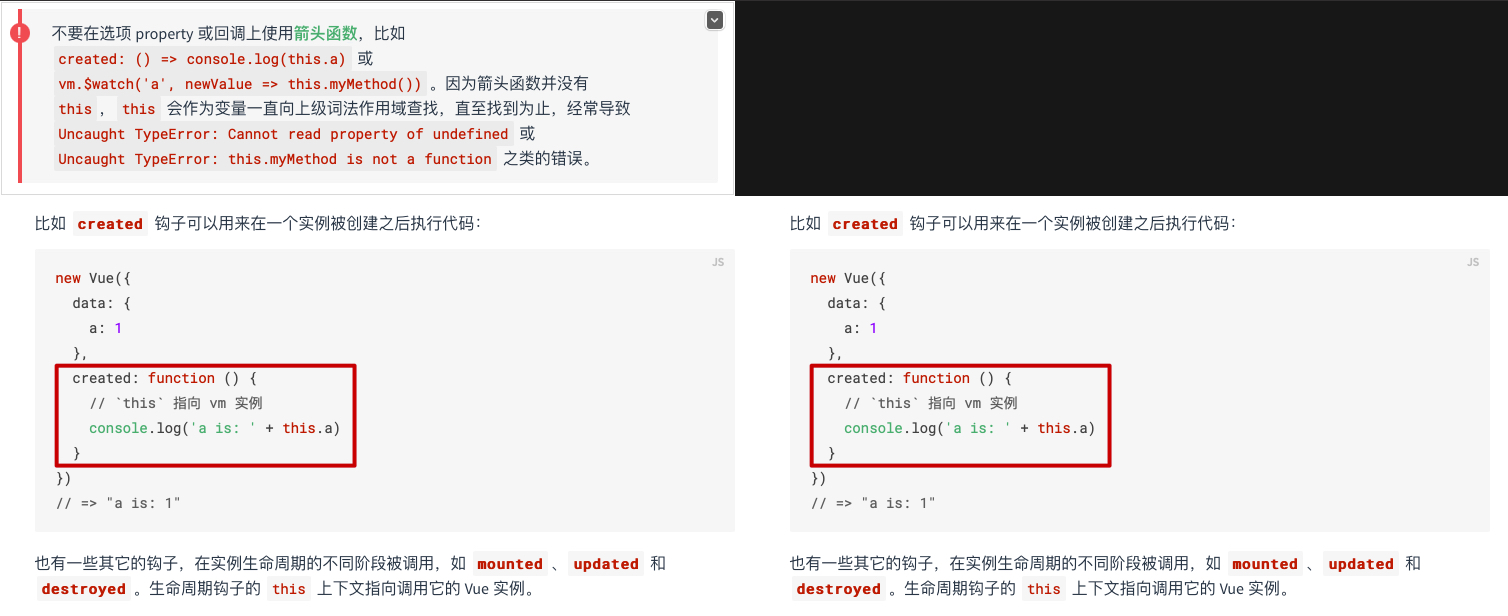 !
不要在选项 property 或回调上使用箭头函数，比如
created: () => console.log(this.a) 或
vm.$watch('a', newValue => this.myMethod()) 。因为箭头函数并没有
this ， this 会作为变量一直向上级词法作用域查找，直至找到为止，经常导致
Uncaught TypeError: Cannot read property of undefined 或
Uncaught TypeError: this.myMethod is not a function 之类的错误。
比如 created 钩子可以用来在一个实例被创建之后执行代码：
JS
new Vue({
  data: {
    a: 1
  },
  created: function () {
    // `this` 指向 vm 实例
    console.log('a is: ' + this.a)
  }
})
// => "a is: 1"
也有一些其它的钩子，在实例生命周期的不同阶段被调用，如 mounted 、 updated 和
destroyed 。生命周期钩子的 this 上下文指向调用它的 Vue 实例。
比如 created 钩子可以用来在一个实例被创建之后执行代码：
JS
new Vue({
  data: {
    a: 1
  },
  created: function () {
    // `this` 指向 vm 实例
    console.log('a is: ' + this.a)
  }
})
// => "a is: 1"
也有一些其它的钩子，在实例生命周期的不同阶段被调用，如 mounted 、 updated 和
destroyed 。生命周期钩子的 this 上下文指向调用它的 Vue 实例。